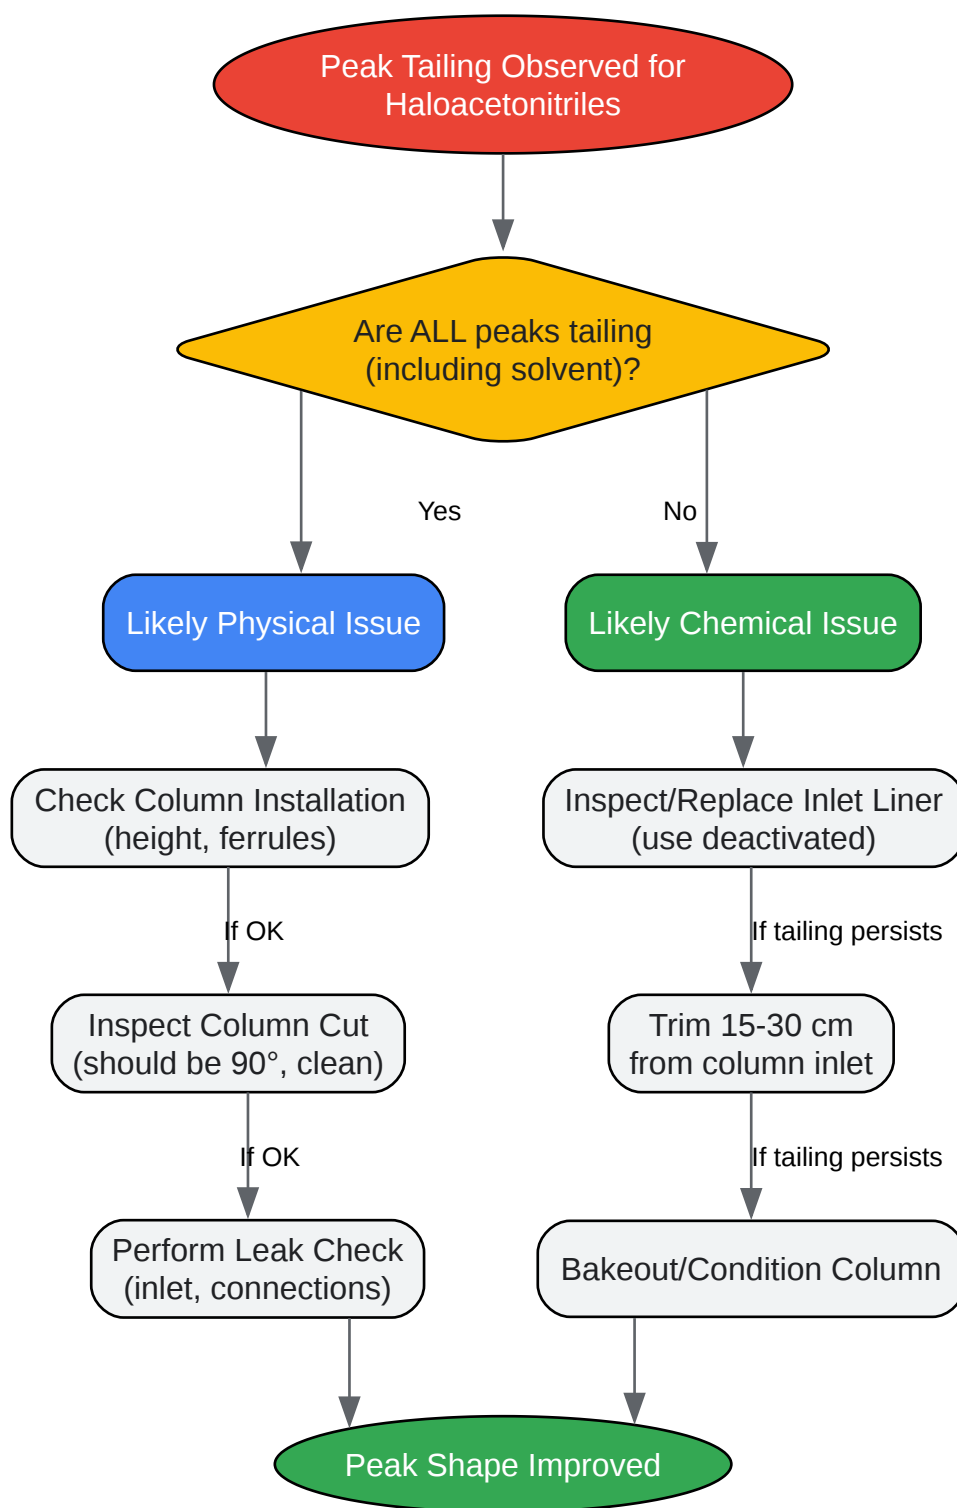 Peak Tailing Observed for
Haloacetonitriles
Are ALL peaks tailing
(including solvent)?
Yes
No
Likely Physical Issue
Likely Chemical Issue
Check Column Installation
(height, ferrules)
Inspect/Replace Inlet Liner
(use deactivated)
If OK
If tailing persists
Inspect Column Cut
(should be 90°, clean)
Trim 15-30 cm
from column inlet
If OK
If tailing persists
Perform Leak Check
(inlet, connections)
Bakeout/Condition Column
Peak Shape Improved